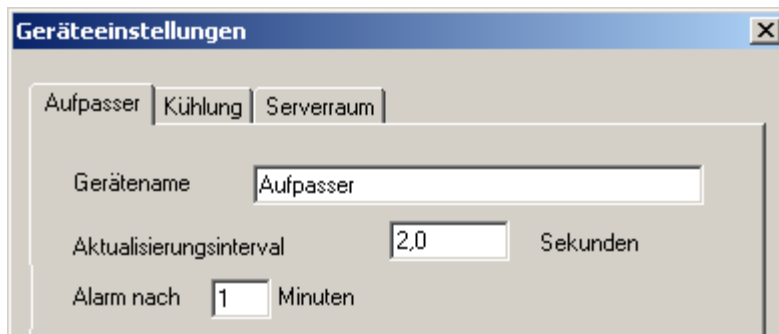 Geräteeinstellungen
Aufpasser Kühlung Serverraum
Gerätename Aufpasser
Aktualisierungsinterval 2,0 Sekunden
Alarm nach 1 Minuten